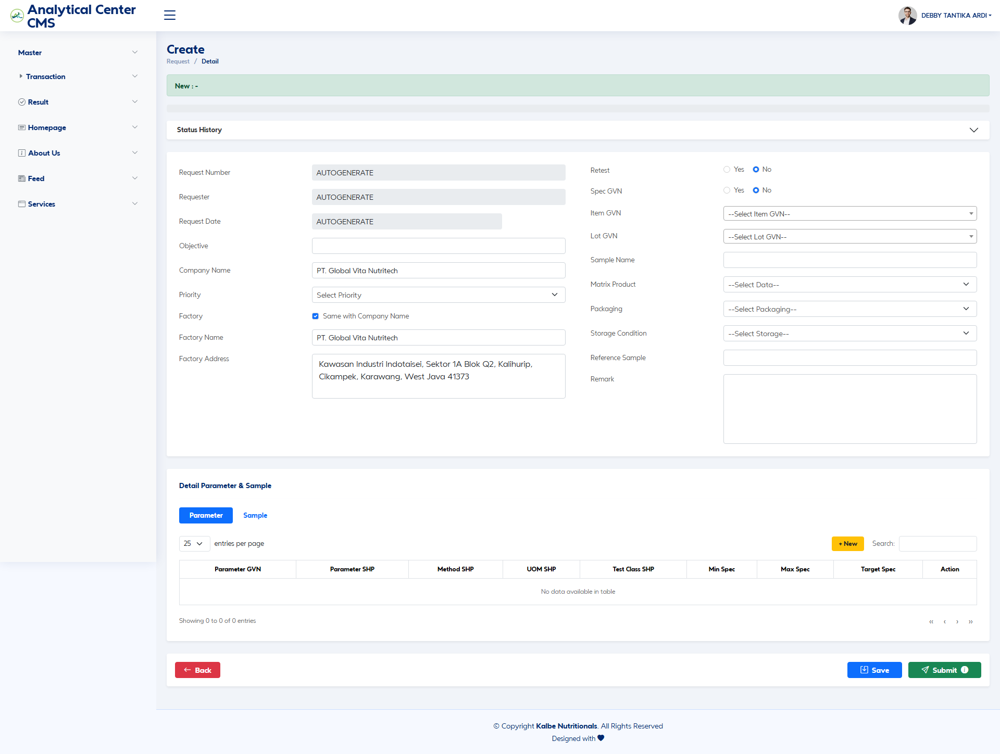 Analytical Center
CMS
DEBBY TANTIKA ARDI
Master
Transaction
Result
Homepage
About Us
Feed
Services
Create
Request / Detail
New : -
Status History
Request Number
AUTOGENERATE
Requester
AUTOGENERATE
Request Date
AUTOGENERATE
Objective
Company Name
PT. Global Vita Nutritech
Priority
Select Priority
Factory
Same with Company Name
Factory Name
PT. Global Vita Nutritech
Factory Address
Kawasan Industri Indotaisei, Sektor 1A Blok Q2, Kalihurip,
Cikampek, Karawang, West Java 41373
Retest
Yes No
Spec GVN
Yes No
Item GVN
--Select Item GVN--
Lot GVN
--Select Lot GVN--
Sample Name
Matrix Product
--Select Data--
Packaging
--Select Packaging--
Storage Condition
--Select Storage--
Reference Sample
Remark
Detail Parameter & Sample
Parameter Sample
25 entries per page
+ New Search:
Parameter GVN Parameter SHP Method SHP UOM SHP Test Class SHP Min Spec Max Spec Target Spec Action
No data available in table
Showing 0 to 0 of 0 entries
« ‹ › »
Back
Save
Submit
© Copyright Kalbe Nutritionals. All Rights Reserved
Designed with